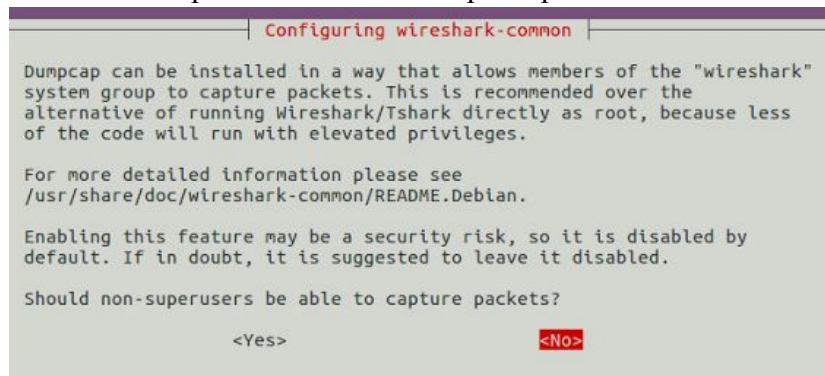 Configuring wireshark-common
Dumpcap can be installed in a way that allows members of the "wireshark"
system group to capture packets. This is recommended over the
alternative of running Wireshark/Tshark directly as root, because less
of the code will run with elevated privileges.
For more detailed information please see
/usr/share/doc/wireshark-common/README.Debian.
Enabling this feature may be a security risk, so it is disabled by
default. If in doubt, it is suggested to leave it disabled.
Should non-superusers be able to capture packets?
<Yes> <No>